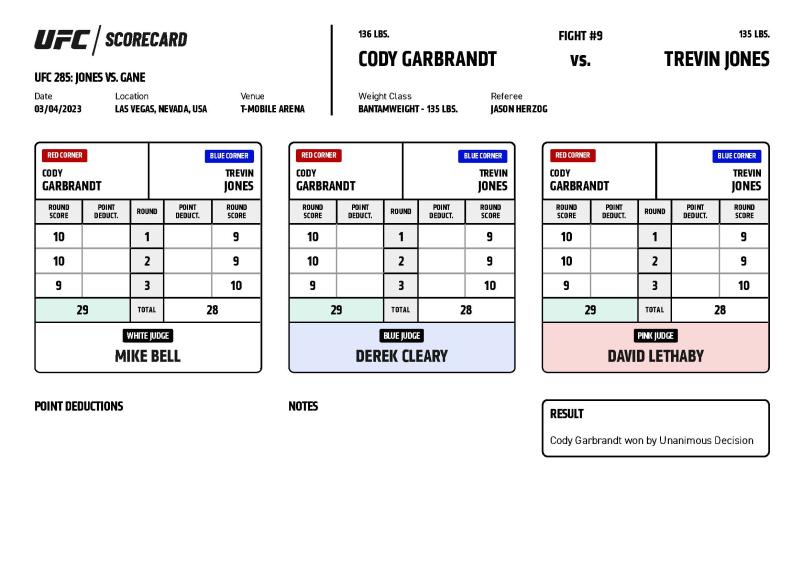 UFC / SCORECARD
UFC 285: JONES VS. GANE
Date Location Venue
03/04/2023 LAS VEGAS, NEVADA, USA T-MOBILE ARENA
136 LBS. FIGHT #9 135 LBS.
CODY GARBRANDT VS. TREVIN JONES
Weight Class Referee
BANTAMWEIGHT - 135 LBS. JASON HERZOG
RED CORNER BLUE CORNER
CODY TREVIN
GARBRANDT JONES
ROUND POINT ROUND POINT ROUND
SCORE DEDUCT. DEDUCT. SCORE
10 1 9
10 2 9
9 3 10
29 TOTAL 28
WHITE JUDGE
MIKE BELL
RED CORNER BLUE CORNER
CODY TREVIN
GARBRANDT JONES
ROUND POINT ROUND POINT ROUND
SCORE DEDUCT. DEDUCT. SCORE
10 1 9
10 2 9
9 3 10
29 TOTAL 28
BLUE JUDGE
DEREK CLEARY
RED CORNER BLUE CORNER
CODY TREVIN
GARBRANDT JONES
ROUND POINT ROUND POINT ROUND
SCORE DEDUCT. DEDUCT. SCORE
10 1 9
10 2 9
9 3 10
29 TOTAL 28
PINK JUDGE
DAVID LETHABY
POINT DEDUCTIONS
NOTES
RESULT
Cody Garbrandt won by Unanimous Decision